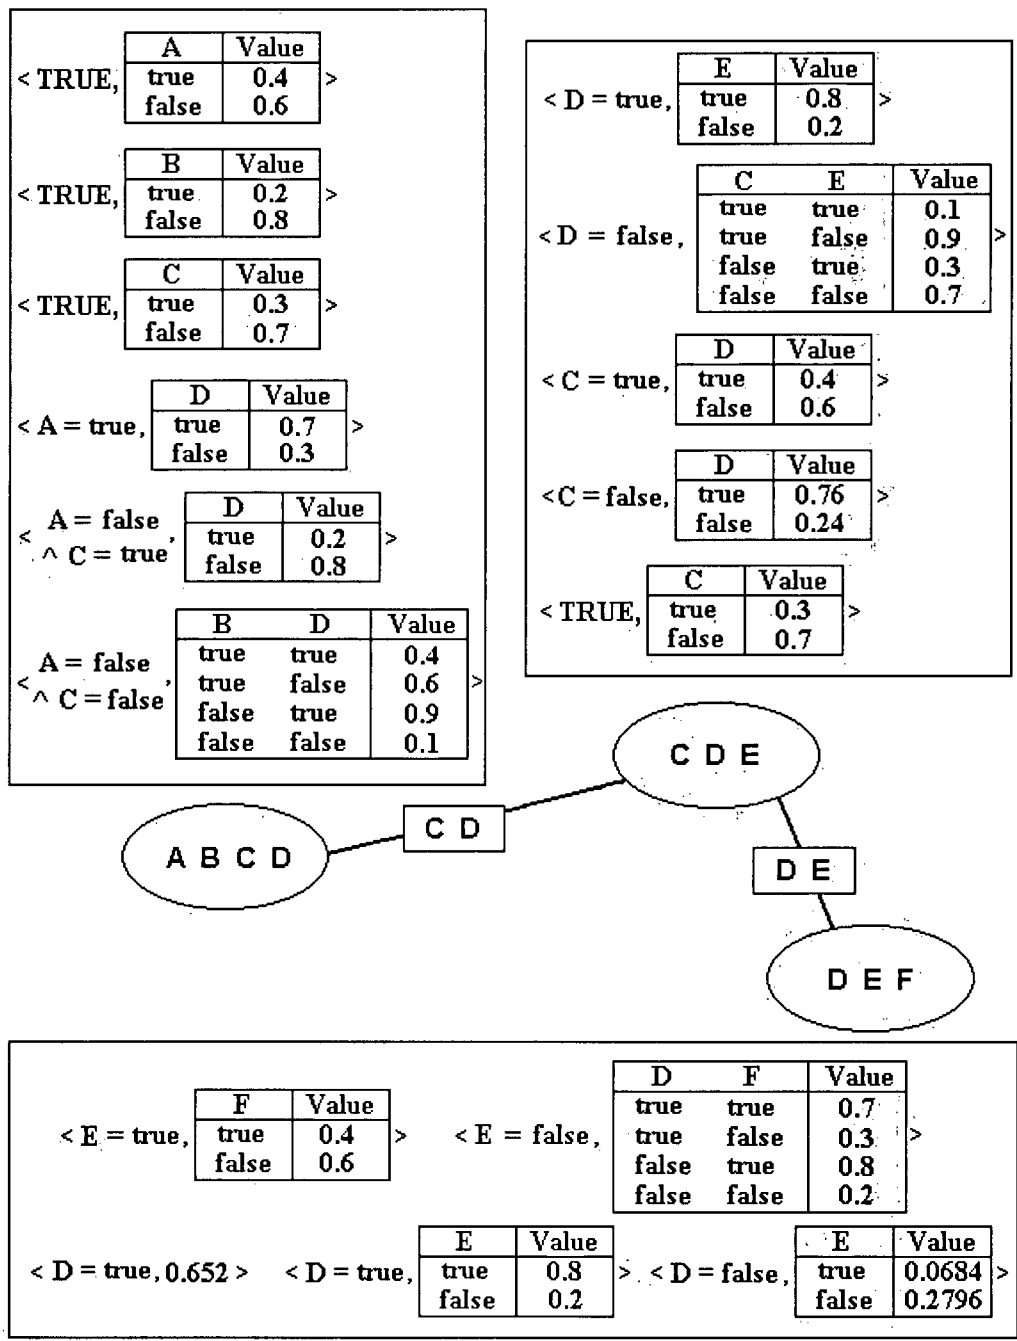 A Value
< TRUE, true 0.4 >
false 0.6
B Value
< TRUE, true 0.2 >
false 0.8
C Value
< TRUE, true 0.3 >
false 0.7
D Value
< A = true, true 0.7 >
false 0.3
D Value
< A = false ^ C = true, true 0.2 >
false 0.8
B D Value
true true 0.4
< A = false ^ C = false, true false 0.6 >
false true 0.9
false false 0.1
E Value
< D = true, true 0.8 >
false 0.2
C E Value
true true 0.1
< D = false, true false 0.9 >
false true 0.3
false false 0.7
D Value
< C = true, true 0.4 >
false 0.6
D Value
< C = false, true 0.76 >
false 0.24
C Value
< TRUE, true 0.3 >
false 0.7
C D E
C D
A B C D
D E
D E F
F Value
< E = true, true 0.4 >
false 0.6
D F Value
true true 0.7
< E = false, true false 0.3 >
false true 0.8
false false 0.2
< D = true, 0.652 >
E Value
< D = true, true 0.8 >
false 0.2
E Value
< D = false, true 0.0684 >
false 0.2796